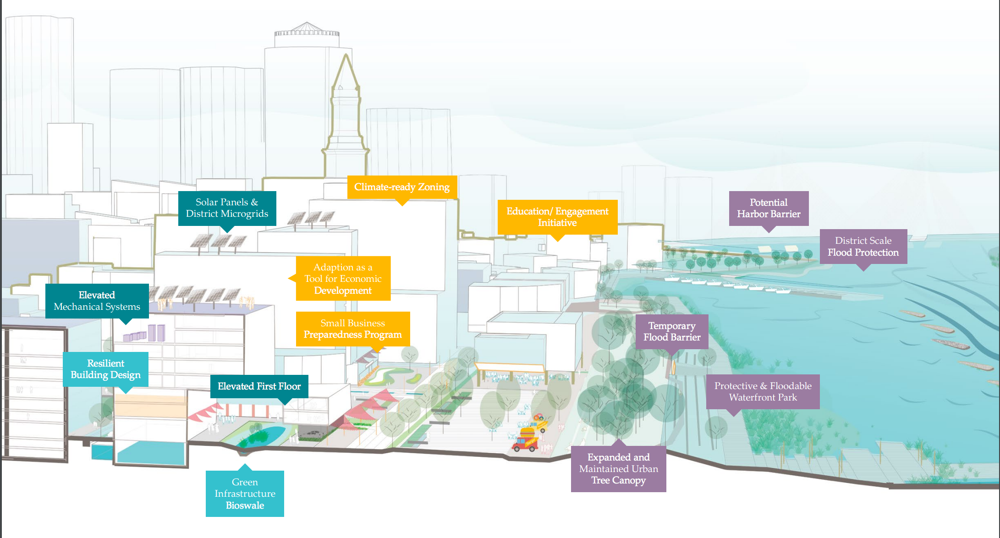 Climate-ready Zoning
Solar Panels &
District Microgrids
Education/ Engagement
Initiative
Potential
Harbor Barrier
District Scale
Flood Protection
Adaption as a
Tool for Economic
Development
Elevated
Mechanical Systems
Small Business
Preparedness Program
Temporary
Flood Barrier
Resilient
Building Design
Elevated First Floor
Protective & Floodable
Waterfront Park
Expanded and
Maintained Urban
Tree Canopy
Green
Infrastructure
Bioswale